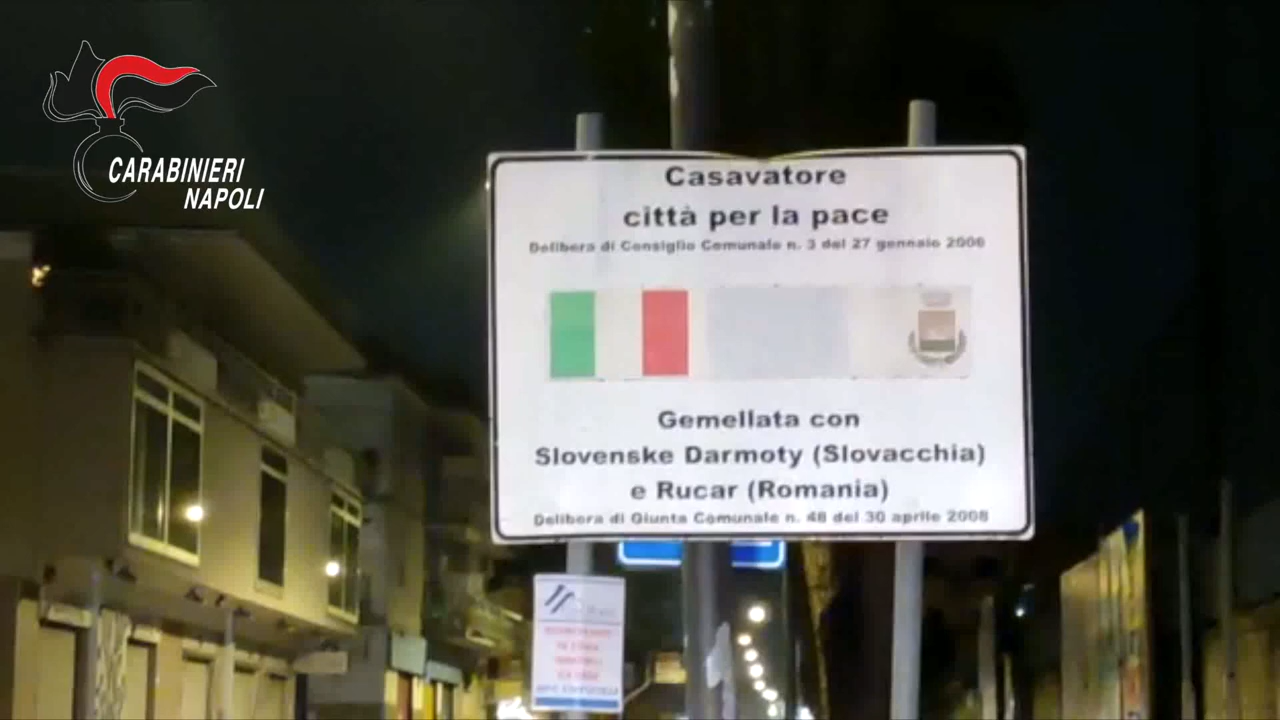 CARABINIERI
NAPOLI
Casavatore
città per la pace
Delibera di Consiglio Comunale n. 3 del 27 gennaio 2006
Gemellata con
Slovenske Darmoty (Slovacchia)
e Rucar (Romania)
Delibera di Giunta Comunale n. 48 del 30 aprile 2008